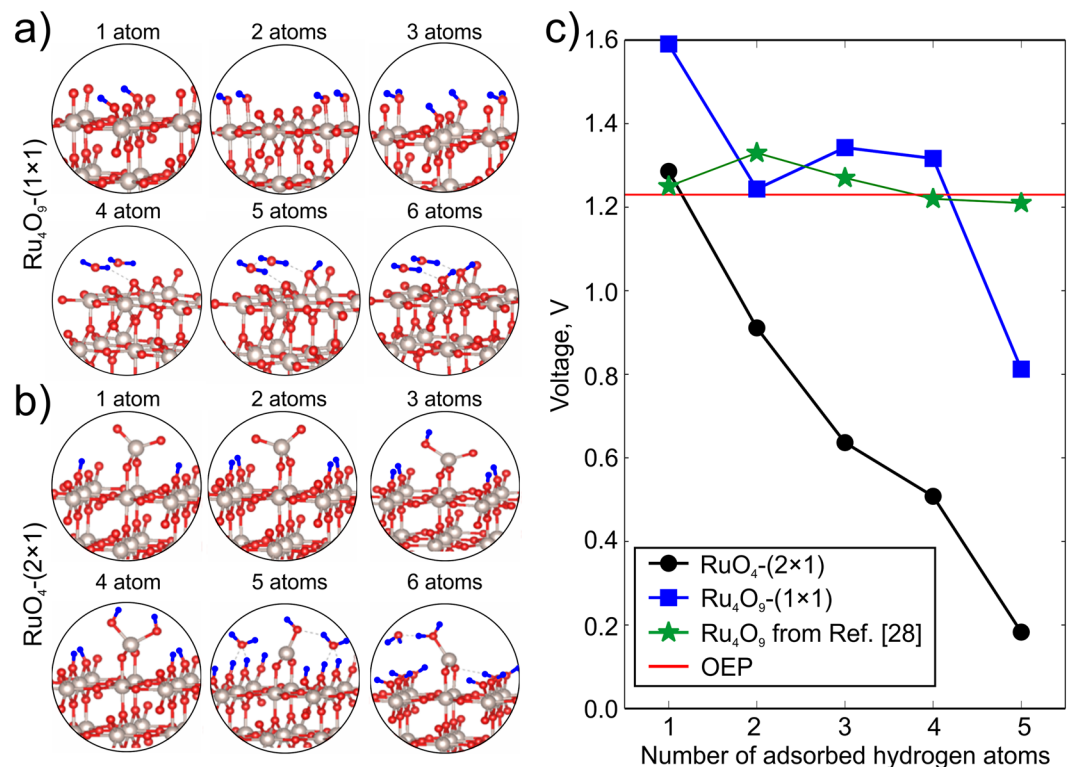 a)
1 atom 2 atoms 3 atoms
Ru₄O₉-(1×1)
4 atoms 5 atoms 6 atoms
b)
1 atom 2 atoms 3 atoms
RuO₄-(2×1)
4 atom 5 atoms 6 atoms
c)
1.6
1.4
1.2
1.0
0.8
0.6
0.4
0.2
0.0
Voltage, V
RuO₄-(2×1)
Ru₄O₉-(1×1)
Ru₄O₉ from Ref. [28]
OEP
1 2 3 4 5
Number of adsorbed hydrogen atoms